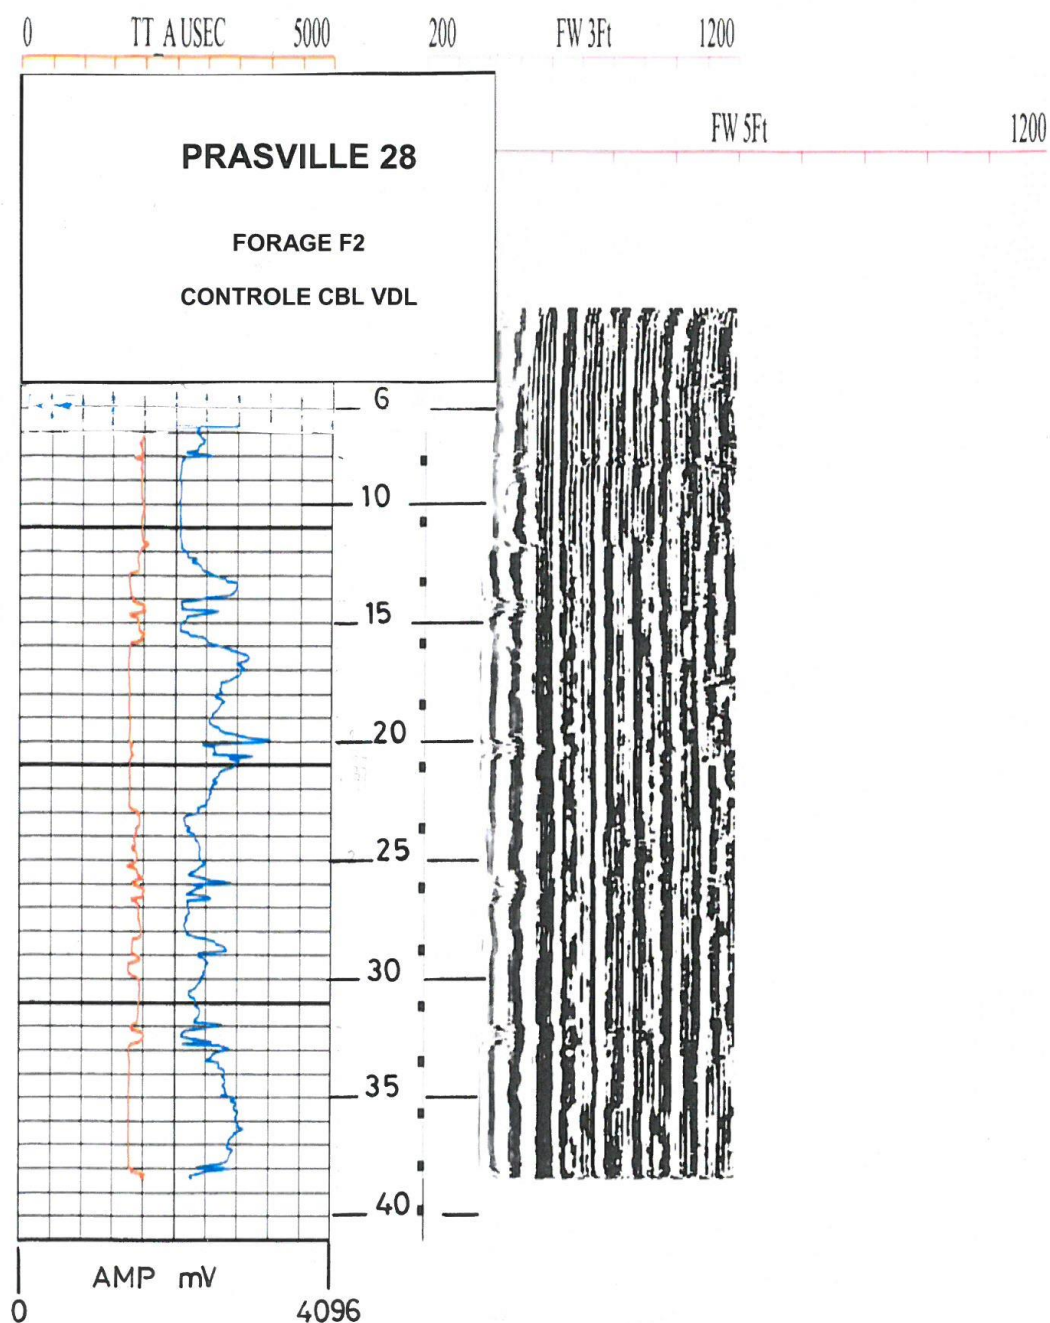 0 TT A USEC 5000 200 FW 3Ft 1200
FW 5Ft 1200
PRASVILLE 28
FORAGE F2
CONTROLE CBL VDL
6
10
15
20
25
30
35
40
AMP mV
0 4096